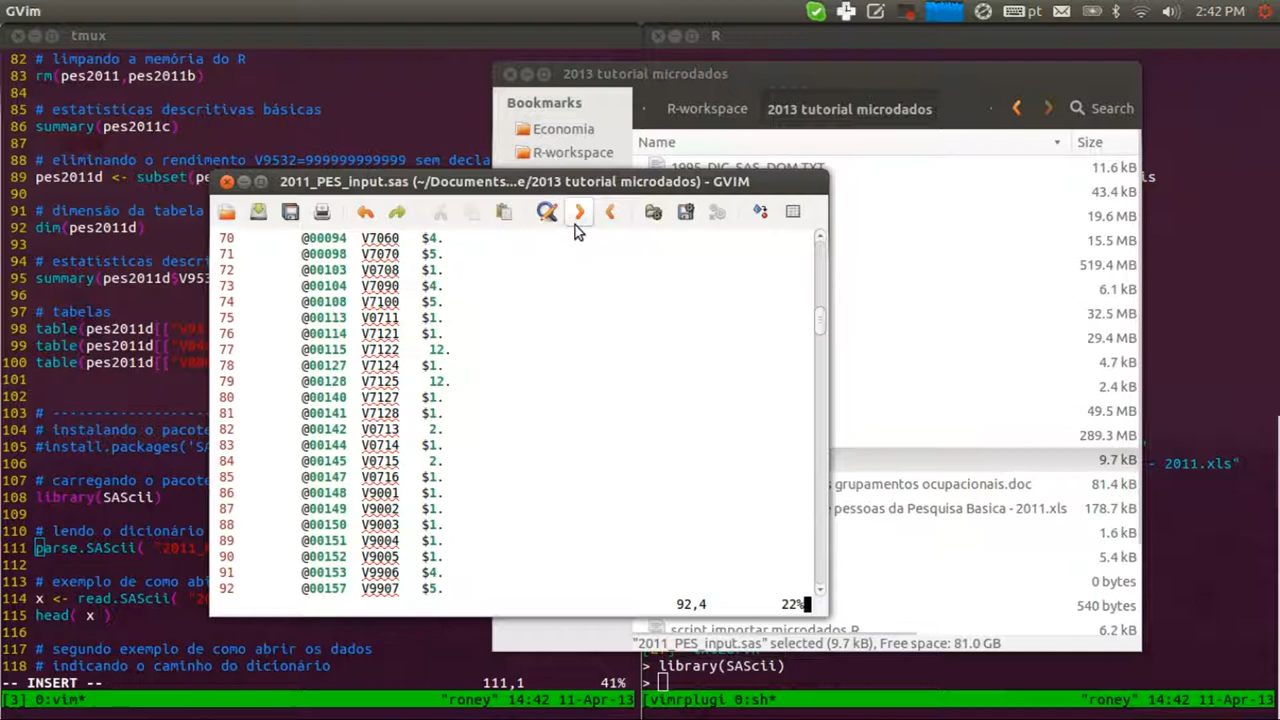 GVim
pt
2:42 PM
tmux
R
82 # limpando a memória do R
83 rm(pes2011,pes2011b)
84
85 # estatísticas descritivas básicas
86 summary(pes2011c)
87
88 # eliminando o rendimento V9532=999999999999 sem decla
89 pes2011d <- subset(pe
90
91 # dimensão da tabela
92 dim(pes2011d)
93
94 # estatísticas descri
95 summary(pes2011d$V953
96
97 # tabelas
98 table(pes2011d[["
99 table(pes2011d[["
100 table(pes2011d[["
101
102
103 # ----------
104 # instalando o pacote
105 #install.packages('SA
106
107 # carregando o pacote
108 library(SAScii)
109
110 # lendo o dicionário
111 parse.SAScii( "2011_
112
113 # exemplo de como abi
114 x <- read.SAScii( "2
115 head( x )
116
117 # segundo exemplo de como abrir os dados
118 # indicando o caminho do dicionário
-- INSERT --
111,1
41%
[3] 0:vim*
"roney" 14:42 11-Apr-13
2013 tutorial microdados
Bookmarks
Economia
R-workspace
R-workspace
2013 tutorial microdados
Search
Name
Size
1995_DIC_SAS_DOM.TXT
11.6 kB
43.4 kB
19.6 MB
15.5 MB
519.4 MB
6.1 kB
32.5 MB
29.4 MB
4.7 kB
2.4 kB
49.5 MB
289.3 MB
9.7 kB
grupamentos ocupacionais.doc 81.4 kB
pessoas da Pesquisa Basica - 2011.xls 178.7 kB
1.6 kB
5.4 kB
0 bytes
540 bytes
script importar microdados R 6.2 kB
"2011_PES_input.sas" selected (9.7 kB), Free space: 81.0 GB
2011_PES_input.sas (~/Documents...e/2013 tutorial microdados) - GVIM
70 @00094 V7060 $4.
71 @00098 V7070 $5.
72 @00103 V0708 $1.
73 @00104 V7090 $4.
74 @00108 V7100 $5.
75 @00113 V0711 $1.
76 @00114 V7121 $1.
77 @00115 V7122 12.
78 @00127 V7124 $1.
79 @00128 V7125 12.
80 @00140 V7127 $1.
81 @00141 V7128 $1.
82 @00142 V0713 2.
83 @00144 V0714 $1.
84 @00145 V0715 2.
85 @00147 V0716 $1.
86 @00148 V9001 $1.
87 @00149 V9002 $1.
88 @00150 V9003 $1.
89 @00151 V9004 $1.
90 @00152 V9005 $1.
91 @00153 V9906 $4.
92 @00157 V9907 $5.
92,4
22%
- 2011.xls"
> library(SAScii)
>
[vimrplugi 0:sh*
"roney" 14:42 11-Apr-13